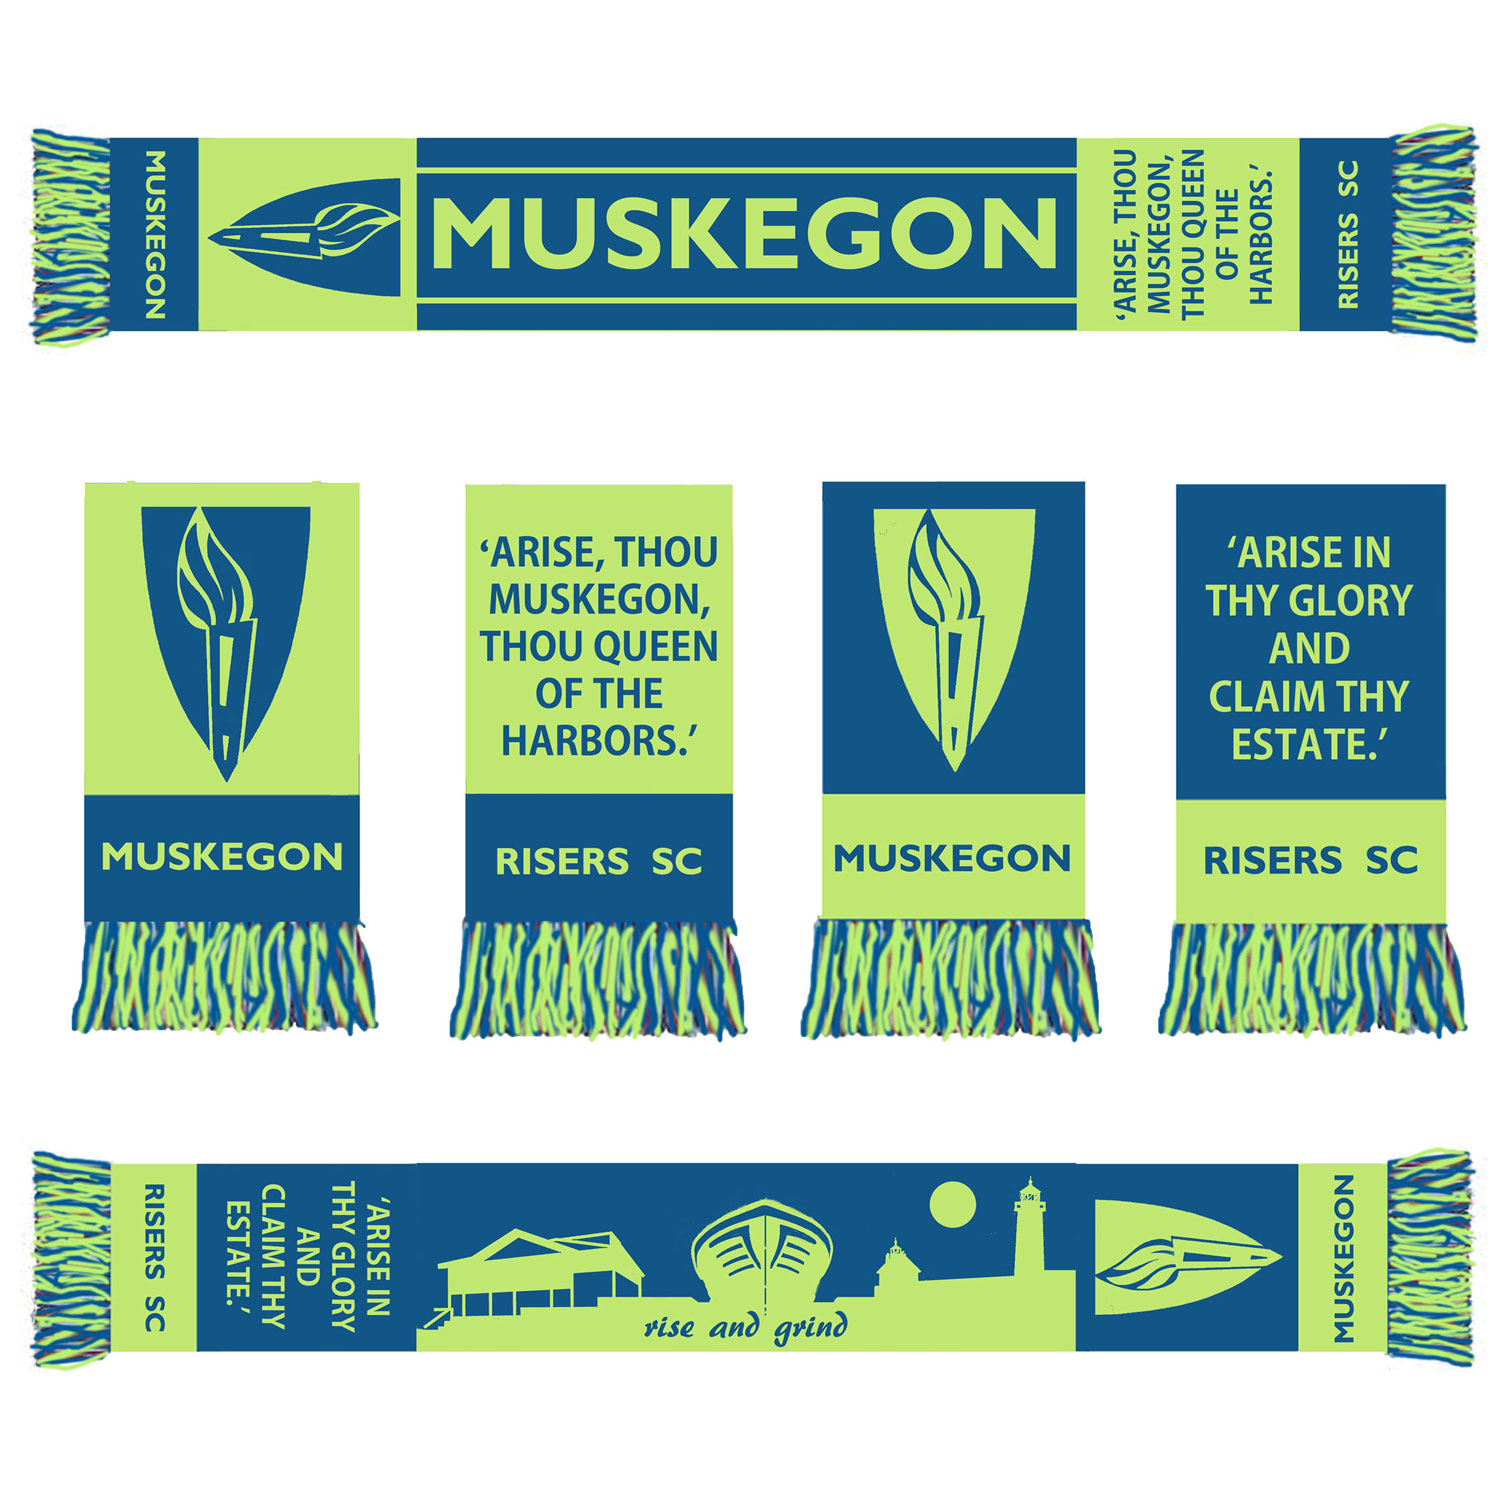 MUSKEGON
MUSKEGON
‘ARISE, THOU
MUSKEGON,
THOU QUEEN
OF THE
HARBORS.’
RISERS SC
MUSKEGON
‘ARISE, THOU
MUSKEGON,
THOU QUEEN
OF THE
HARBORS.’
RISERS SC
MUSKEGON
‘ARISE IN
THY GLORY
AND
CLAIM THY
ESTATE.’
RISERS SC
RISERS SC
‘ARISE IN
THY GLORY
AND
CLAIM THY
ESTATE.’
rise and grind
MUSKEGON